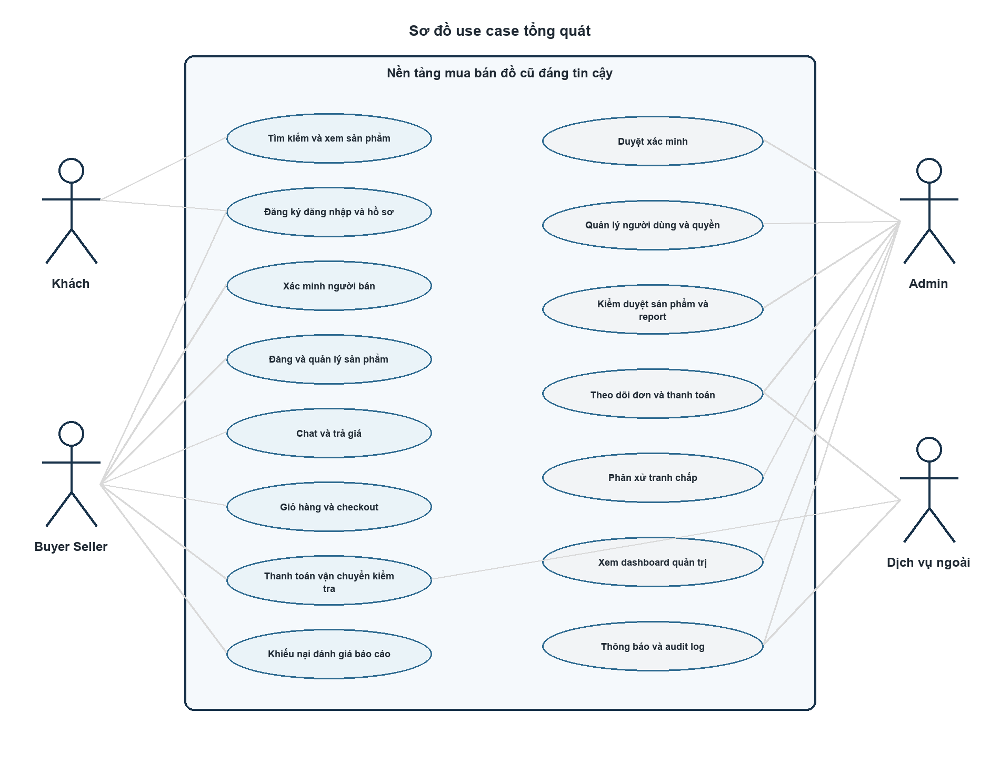 Sơ đồ use case tổng quát
Nền tảng mua bán đồ cũ đáng tin cậy
Tìm kiếm và xem sản phẩm
Đăng ký đăng nhập và hồ sơ
Xác minh người bán
Đăng và quản lý sản phẩm
Chat và trả giá
Giỏ hàng và checkout
Thanh toán vận chuyển kiểm
tra
Khiếu nại đánh giá báo cáo
Duyệt xác minh
Quản lý người dùng và quyền
Kiểm duyệt sản phẩm và
report
Theo dõi đơn và thanh toán
Phân xử tranh chấp
Xem dashboard quản trị
Thông báo và audit log
Khách
Buyer Seller
Admin
Dịch vụ ngoài